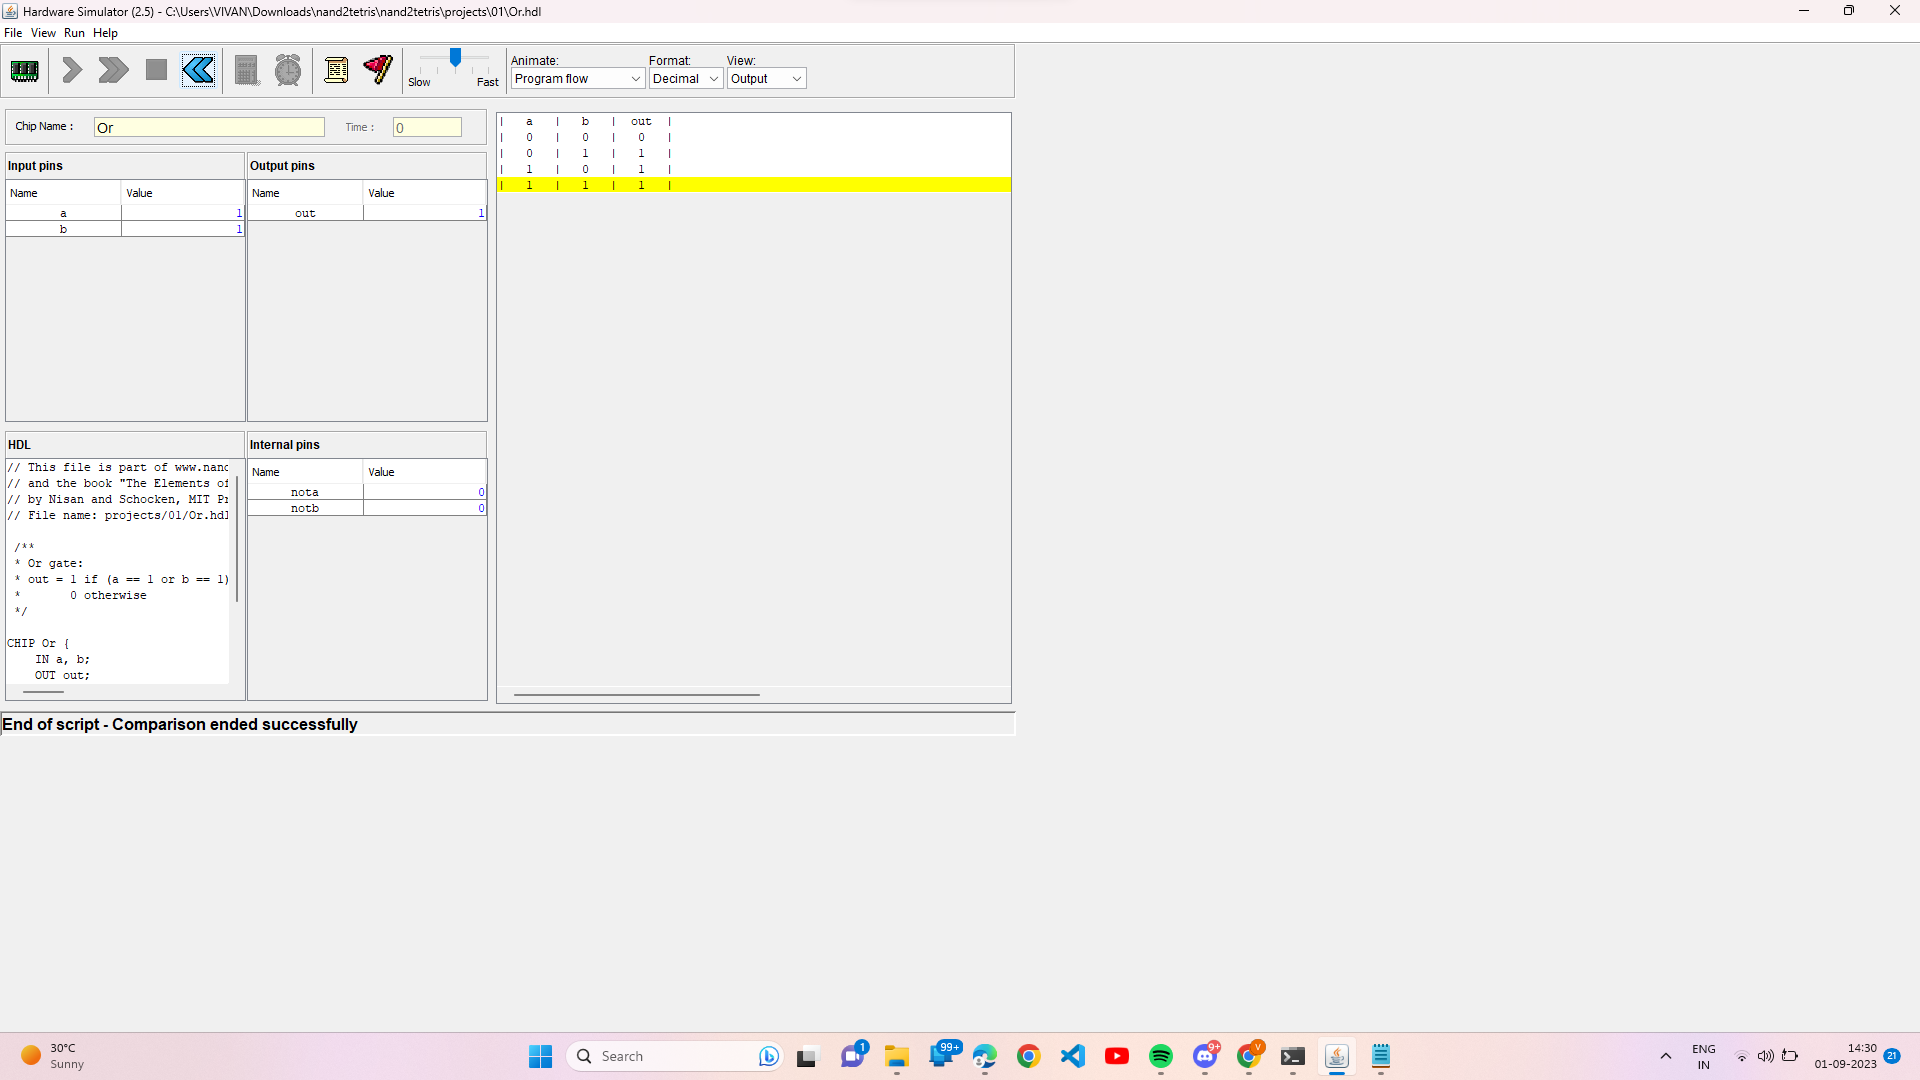 Hardware Simulator (2.5) - C:\Users\VIVAN\Downloads\nand2tetris\nand2tetris\projects\01\Or.hdl
File View Run Help
Slow Fast
Animate: Format: View:
Program flow Decimal Output
Chip Name : Or Time : 0
Input pins Output pins
Name Value Name Value
a 1 out 1
b 1
| a | b | out |
| 0 | 0 | 0 |
| 0 | 1 | 1 |
| 1 | 0 | 1 |
| 1 | 1 | 1 |
HDL
// This file is part of www.nand
// and the book "The Elements of
// by Nisan and Schocken, MIT Pr
// File name: projects/01/Or.hdl
/**
* Or gate:
* out = 1 if (a == 1 or b == 1)
* 0 otherwise
*/
CHIP Or {
IN a, b;
OUT out;
Internal pins
Name Value
nota 0
notb 0
End of script - Comparison ended successfully
30°C
Sunny
Search
1
99+
9+
V
ENG
IN
14:30
01-09-2023
21